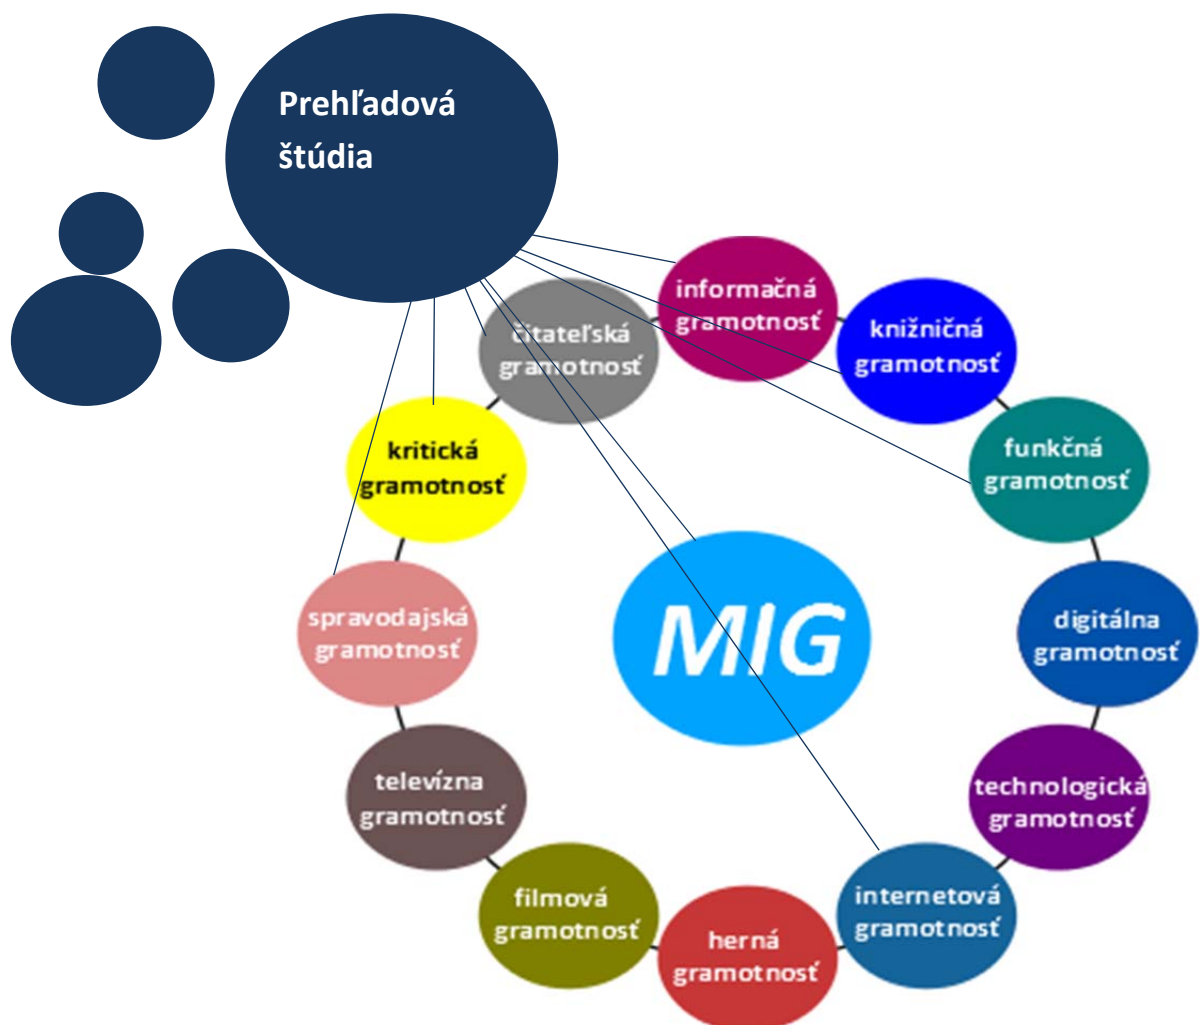 Prehľadová
štúdia
informačná
gramotnosť
čitateľská
gramotnosť
knižničná
gramotnosť
kritická
gramotnosť
funkčná
gramotnosť
spravodajská
gramotnosť
MIG
digitálna
gramotnosť
televízna
gramotnosť
technologická
gramotnosť
filmová
gramotnosť
internetová
gramotnosť
herná
gramotnosť